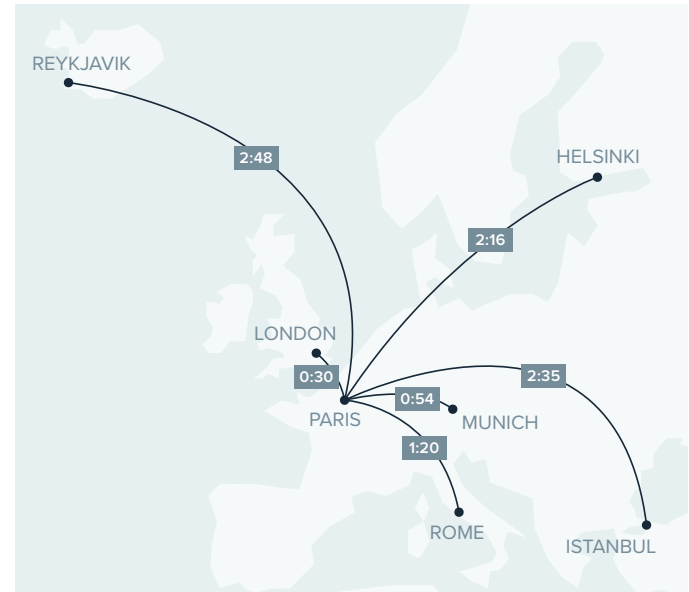 REYKJAVIK
2:48
HELSINKI
2:16
LONDON
0:30
2:35
0:54
PARIS
MUNICH
1:20
ROME
ISTANBUL